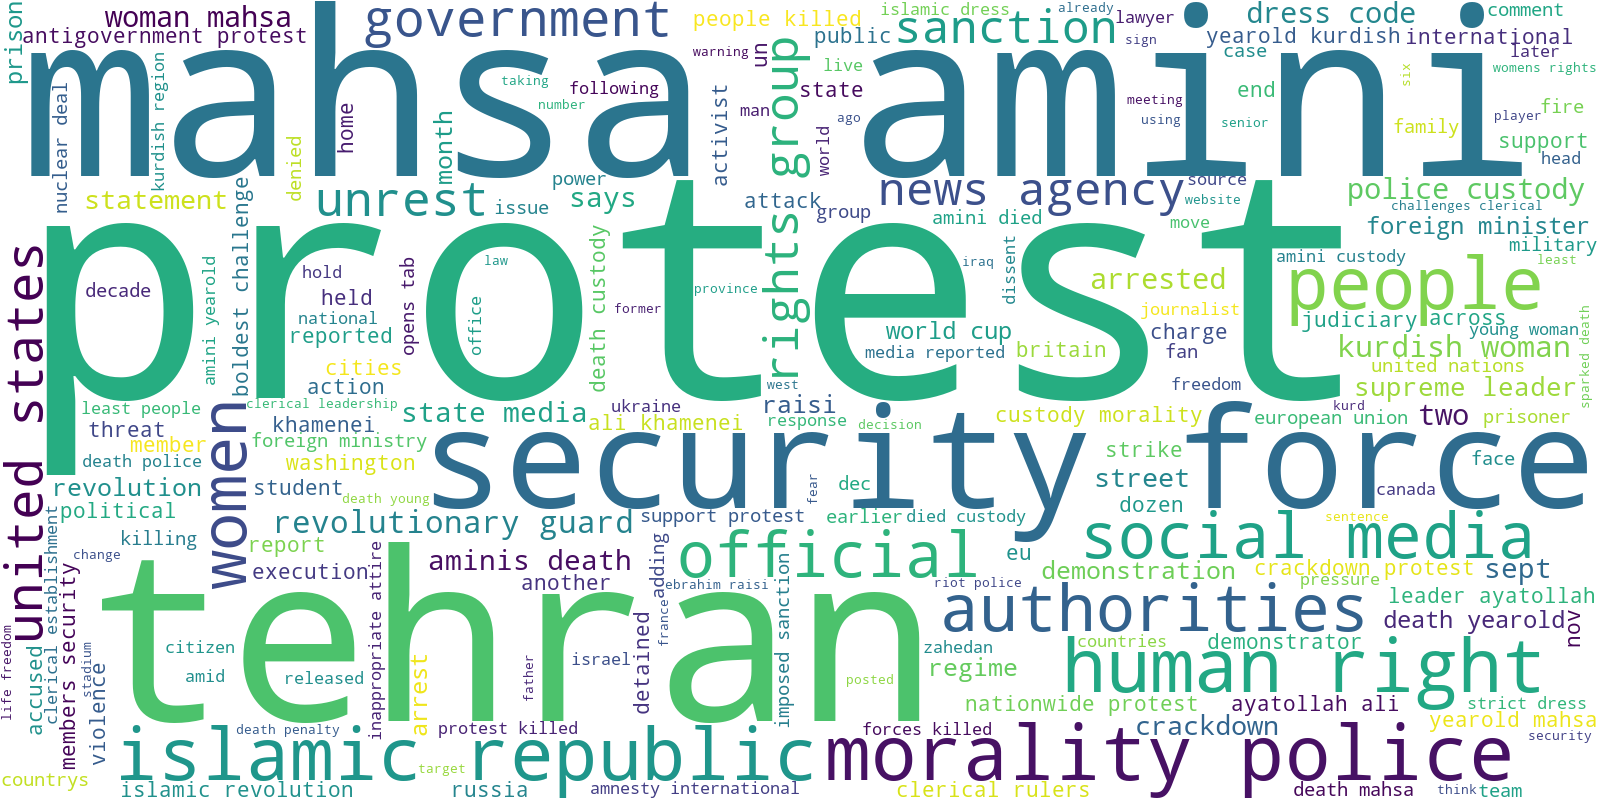 mahsa amini
protest
tehran
security force
islamic republic
morality police
human right
social media
authorities
official
people
united states
women
government
sanction
unrest
news agency
rights group
prison
woman mahsa
antigovernment protest
people killed
islamic dress
already
lawyer
sign
dress code
comment
public
yearold kurdish
international
later
case
womens rights
warning
un
live
state
taking
number
following
kurdish region
nuclear deal
home
month
activist
man
world
ago
meeting
using
end
senior
six
family
player
fire
support
head
denied
statement
power
issue
says
attack
group
source
website
amini died
move
police custody
challenges clerical
foreign minister
military
least
amini custody
boldest challenge
decade
hold
held
national
reported
opens tab
law
office
death custody
former
province
iraq
dissent
arrested
journalist
charge
fan
world cup
media reported
britain
judiciary
across
young woman
kurdish woman
united nations
sparked death
amini yearold
cities
action
west
freedom
supreme leader
least people
clerical leadership
threat
khamenei
state media
ukraine
raisi
ali khamenei
response
decision
custody morality
kurd
european union
two
prisoner
member
foreign ministry
death police
washington
strike
face
revolution
student
death young
fear
dec
street
canada
political
dozen
revolutionary guard
support protest
earlier
died custody
sentence
killing
report
change
clerical establishment
execution
inappropriate attire
aminis death
another
adding
ebrahim raisi
eu
riot police
demonstration
crackdown protest
sept
pressure
leader ayatollah
death yearold
nov
countries
demonstrator
life freedom
accused
members security
stadium
violence
citizen
amid
released
arrest
father
israel
detained
france
imposed sanction
posted
zahedan
regime
nationwide protest
ayatollah ali
strict dress
yearold mahsa
security
death penalty
protest killed
forces killed
crackdown
countrys
target
islamic revolution
russia
amnesty international
clerical rulers
death mahsa
think
team